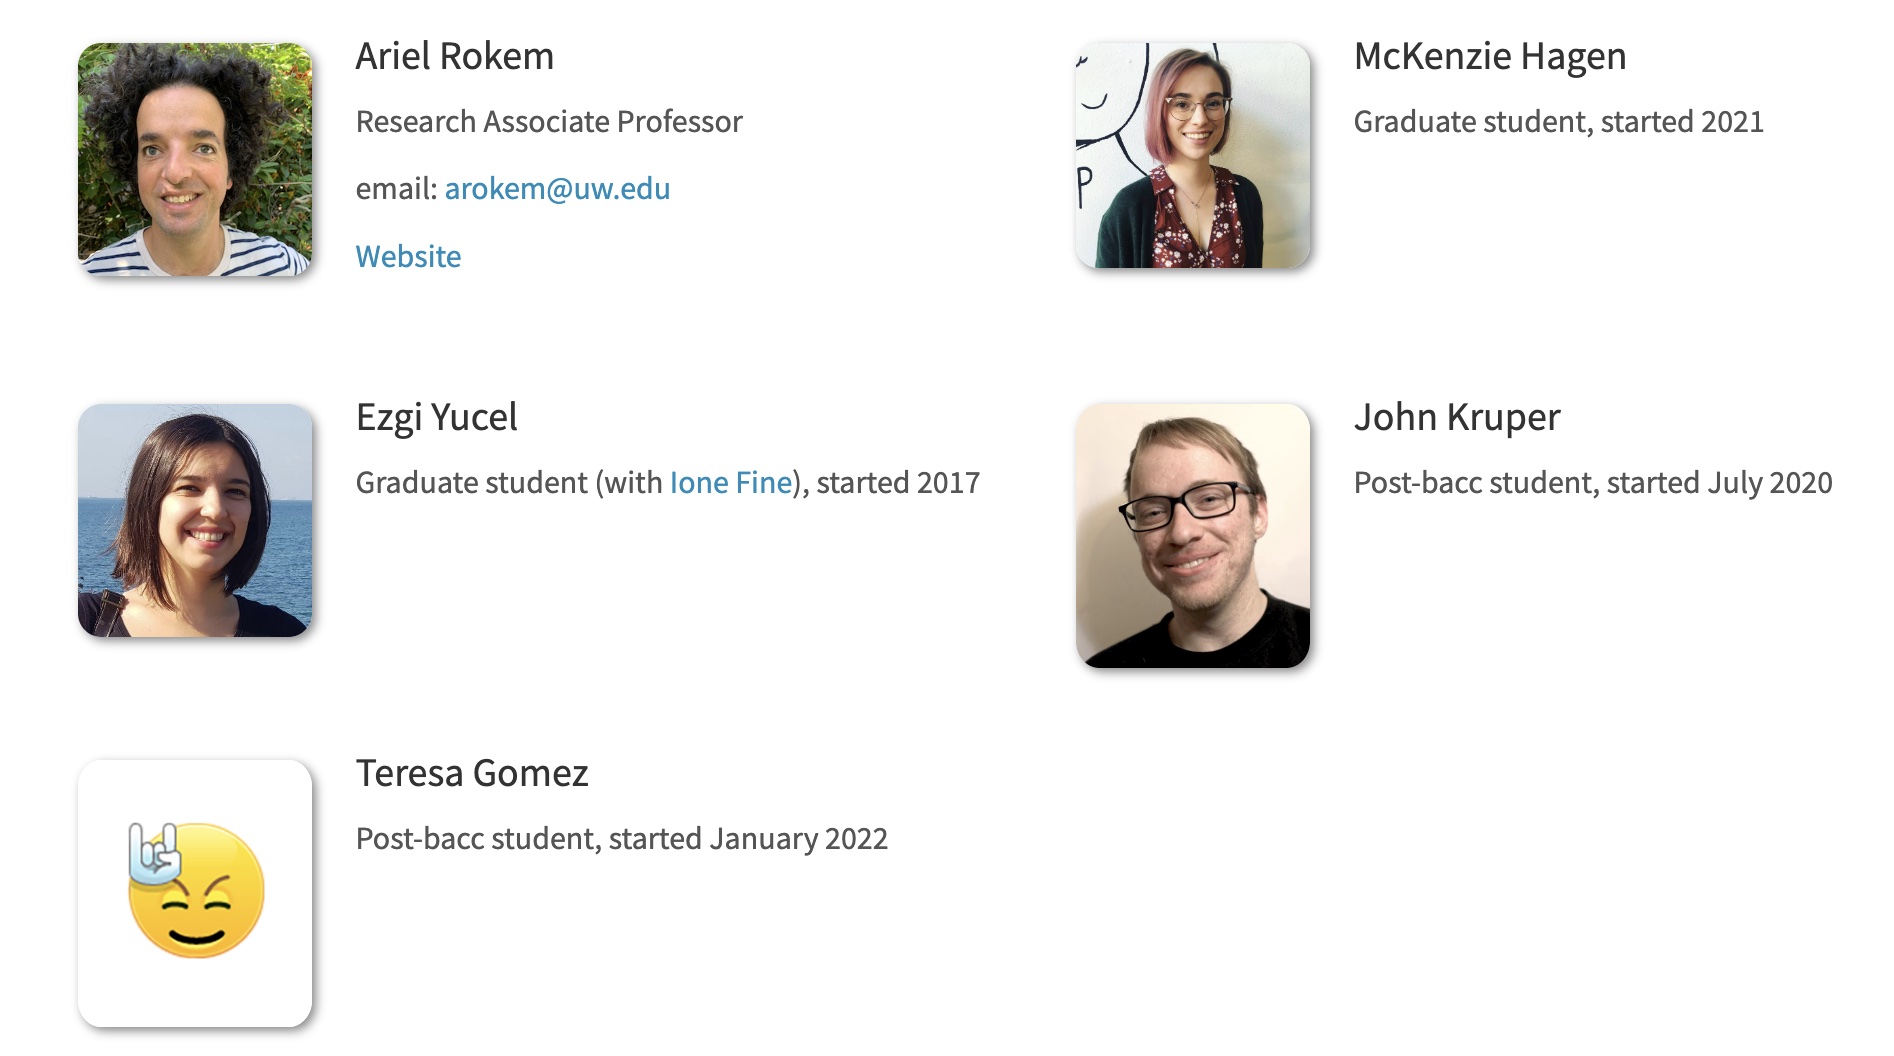 Ariel Rokem
Research Associate Professor
email: arokem@uw.edu
Website
McKenzie Hagen
Graduate student, started 2021
P
Ezgi Yucel
Graduate student (with Ione Fine), started 2017
John Kruper
Post-bacc student, started July 2020
Teresa Gomez
Post-bacc student, started January 2022